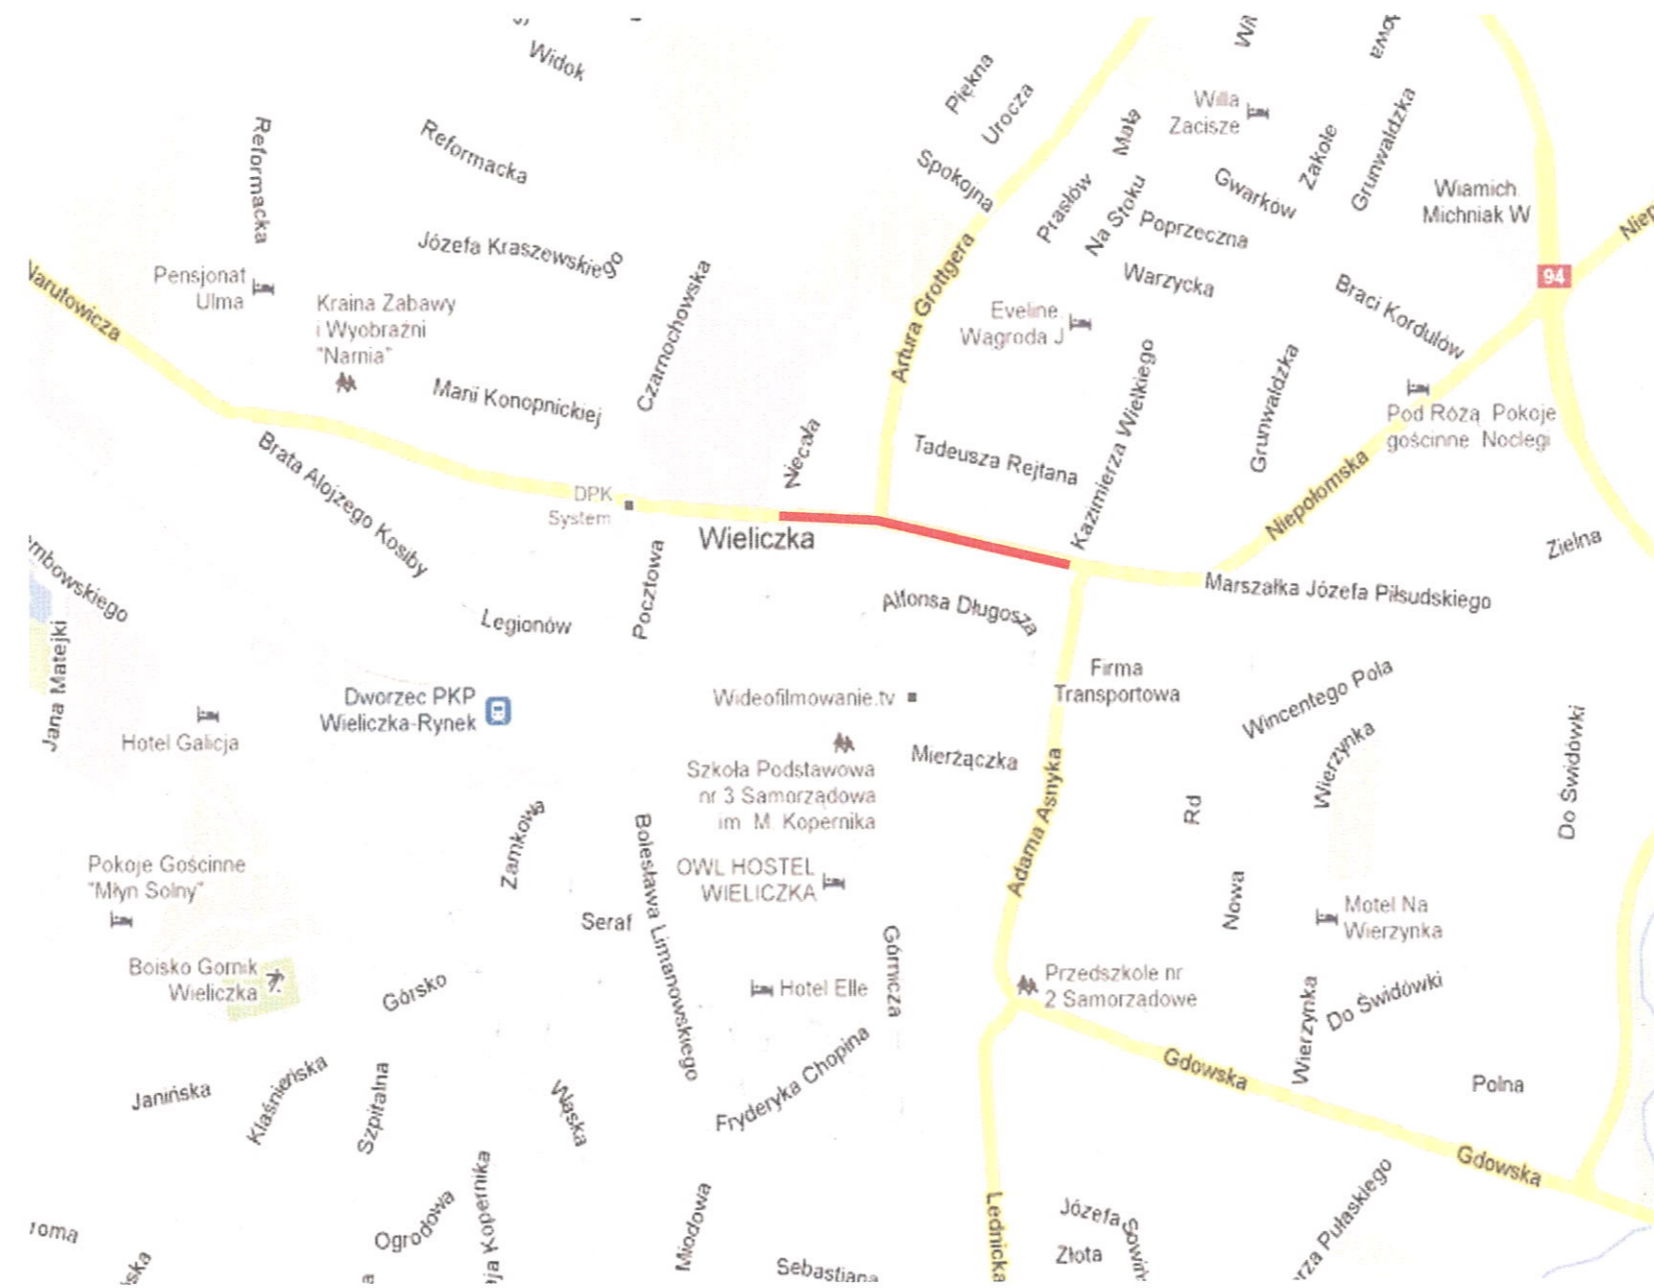 Widok
Piękna
Urocza
Mała
Willa
Zacisze
Zakole
Grunwaldzka
Reformacka
Reformacka
Spokojna
Prasłów
Na Stoku
Gwarków
Poprzeczna
Wiamich
Michniak W
Józefa Kraszewskiego
Warzycka
94
Pensjonat
Ulma
Narutowicza
Kraina Zabawy
i Wyobraźni
"Narnia"
Czarnochowska
Artura Grottgera
Eveline
Wągroda J
Braci Kordulów
Marii Konopnickiej
Niecała
Tadeusza Rejtana
Kazimierza Wielkiego
Grunwaldzka
Pod Różą Pokoje
gościnne Noclegi
Niepołomska
Brata Alojzego Kosiby
DPK
System
Wieliczka
Pocztowa
Zielna
Marszałka Józefa Piłsudskiego
Legionów
Alfonsa Długosza
Jana Matejki
Firma
Transportowa
Dworzec PKP
Wieliczka-Rynek
Wideofilmowanie.tv
Wincentego Pola
Hotel Galicja
Mierżączka
Wierzynka
Do Świdówki
Szkoła Podstawowa
nr 3 Samorządowa
im M. Kopernika
Adama Asnyka
Rd
Zamkowa
Bolesława Limanowskiego
Pokoje Gościnne
"Młyn Solny"
OWL HOSTEL
WIELICZKA
Nowa
Motel Na
Wierzynka
Seraf
Górnicza
Boisko Gornik
Wieliczka
Górsko
Hotel Elle
Przedszkole nr
2 Samorzadowe
Wierzynka
Do Świdówki
Janińska
Klaśnieńska
Szpitalna
Wąska
Fryderyka Chopina
Gdowska
Polna
Gdowska
Ogrodowa
Miodowa
Sebastiana
Lednicka
Józefa
Złota